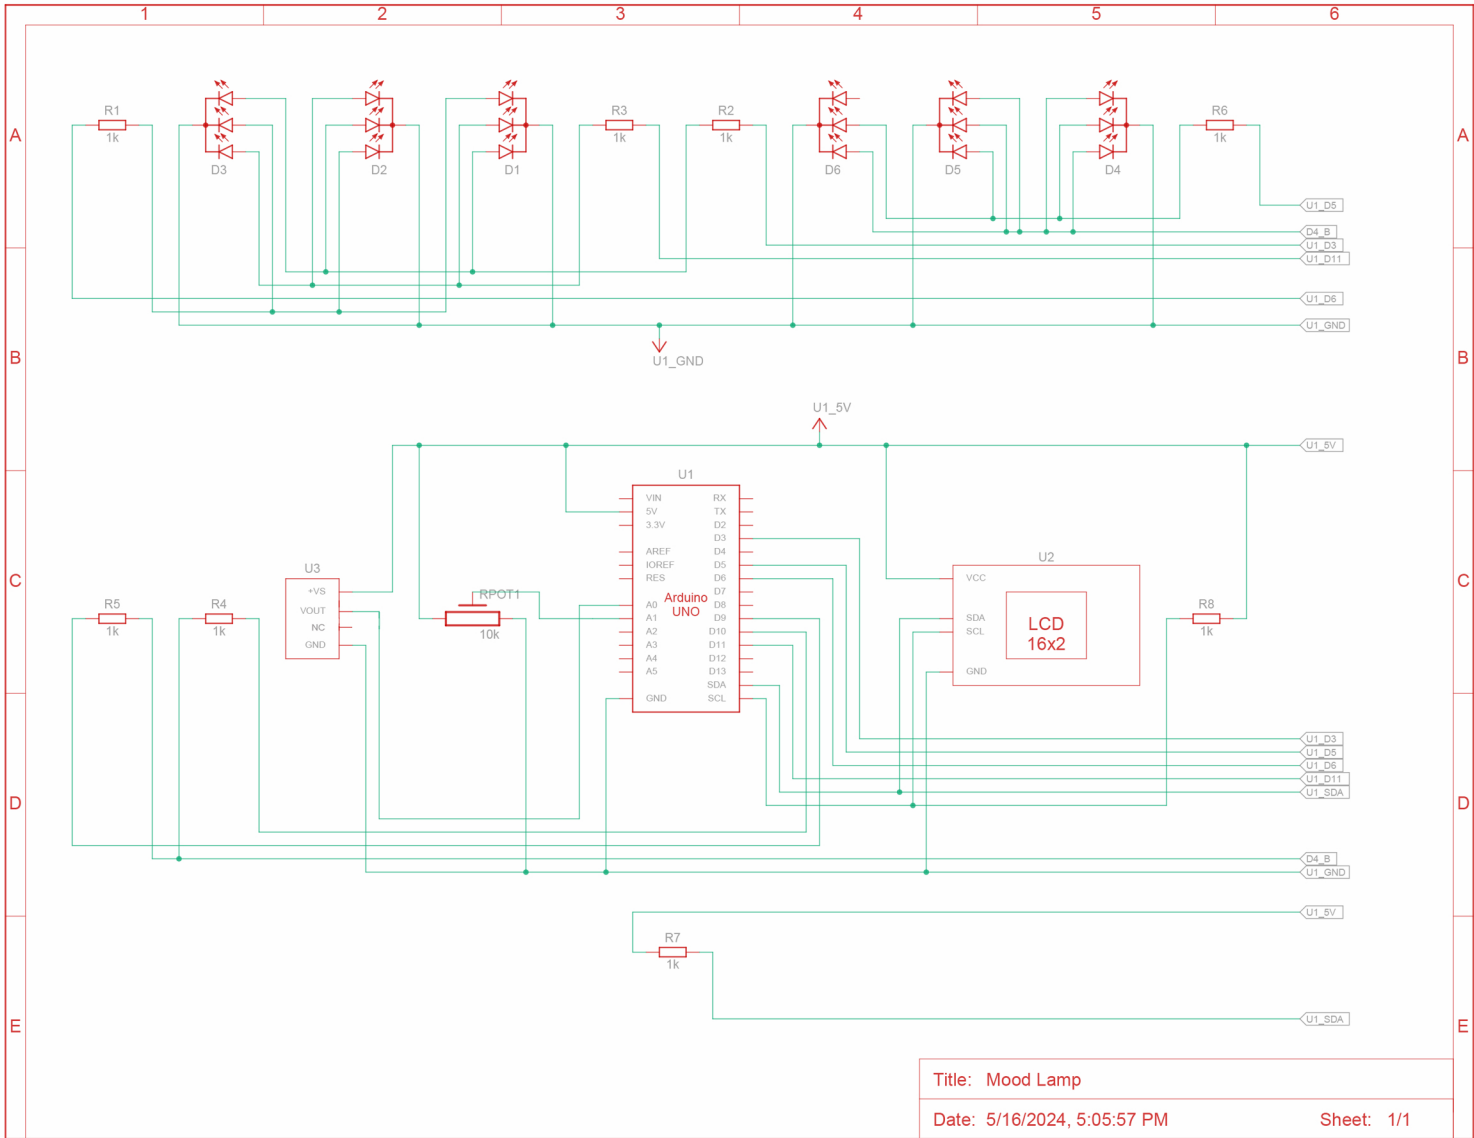 1 2 3 4 5 6
A A
R1
1k
D3
D2
D1
R3
1k
R2
1k
D6
D5
D4
R6
1k
U1_D5
D4_B
U1_D3
U1_D11
U1_D6
U1_GND
B B
U1_GND
U1_5V
U1_5V
C C
U1
VIN RX
5V TX
3.3V D2
D3
AREF D4
IOREF D5
RES D6
D7
A0 D8
A1 D9
A2 D10
A3 D11
A4 D12
A5 D13
SDA
GND SCL
Arduino
UNO
U3
+VS
VOUT
NC
GND
R5
1k
R4
1k
RPOT1
10k
U2
VCC
SDA
SCL
GND
LCD
16x2
R8
1k
D D
U1_D3
U1_D5
U1_D6
U1_D11
U1_SDA
D4_B
U1_GND
U1_5V
R7
1k
E E
U1_SDA
Title: Mood Lamp
Date: 5/16/2024, 5:05:57 PM Sheet: 1/1